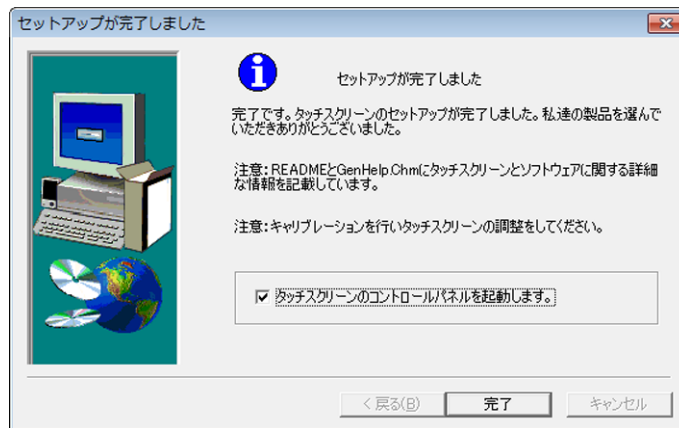 セットアップが完了しました
セットアップが完了しました
完了です。タッチスクリーンのセットアップが完了しました。私達の製品を選んで
いただきありがとうございました。
注意：READMEとGenHelp.Chmにタッチスクリーンとソフトウェアに関する詳細
な情報を記載しています。
注意：キャリブレーションを行いタッチスクリーンの調整をしてください。
タッチスクリーンのコントロールパネルを起動します。
< 戻る(B)
完了
キャンセル